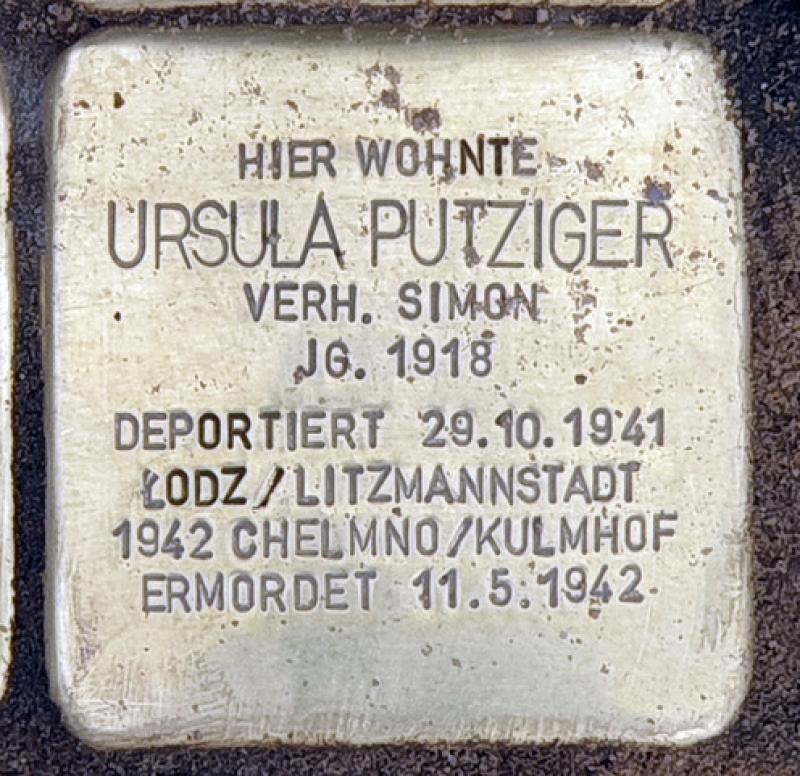 HIER WOHNTE
URSULA PUTZIGER
VERH. SIMON
JG. 1918
DEPORTIERT 29.10.1941
ŁODZ/LITZMANNSTADT
1942 CHELMNO/KULMHOF
ERMORDET 11.5.1942